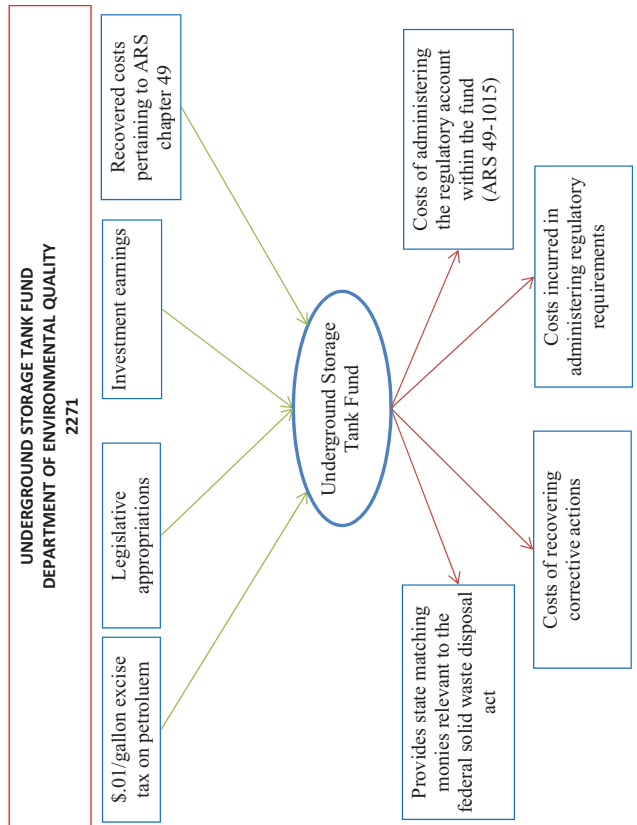 UNDERGROUND STORAGE TANK FUND
DEPARTMENT OF ENVIRONMENTAL QUALITY
2271
$.01/gallon excise
tax on petroluem
Legislative
appropriations
Investment earnings
Recovered costs
pertaining to ARS
chapter 49
Underground Storage
Tank Fund
Provides state matching
monies relevant to the
federal solid waste disposal
act
Costs of recovering
corrective actions
Costs incurred in
administering regulatory
requirements
Costs of administering
the regulatory account
within the fund
(ARS 49-1015)